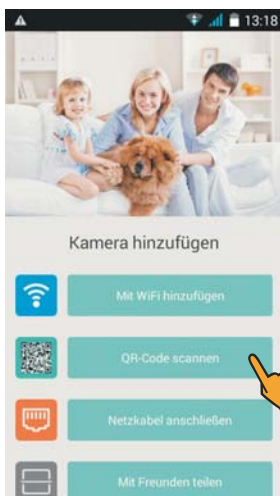 13:18
Kamera hinzufügen
Mit WiFi hinzufügen
QR-Code scannen
Netzkabel anschließen
Mit Freunden teilen